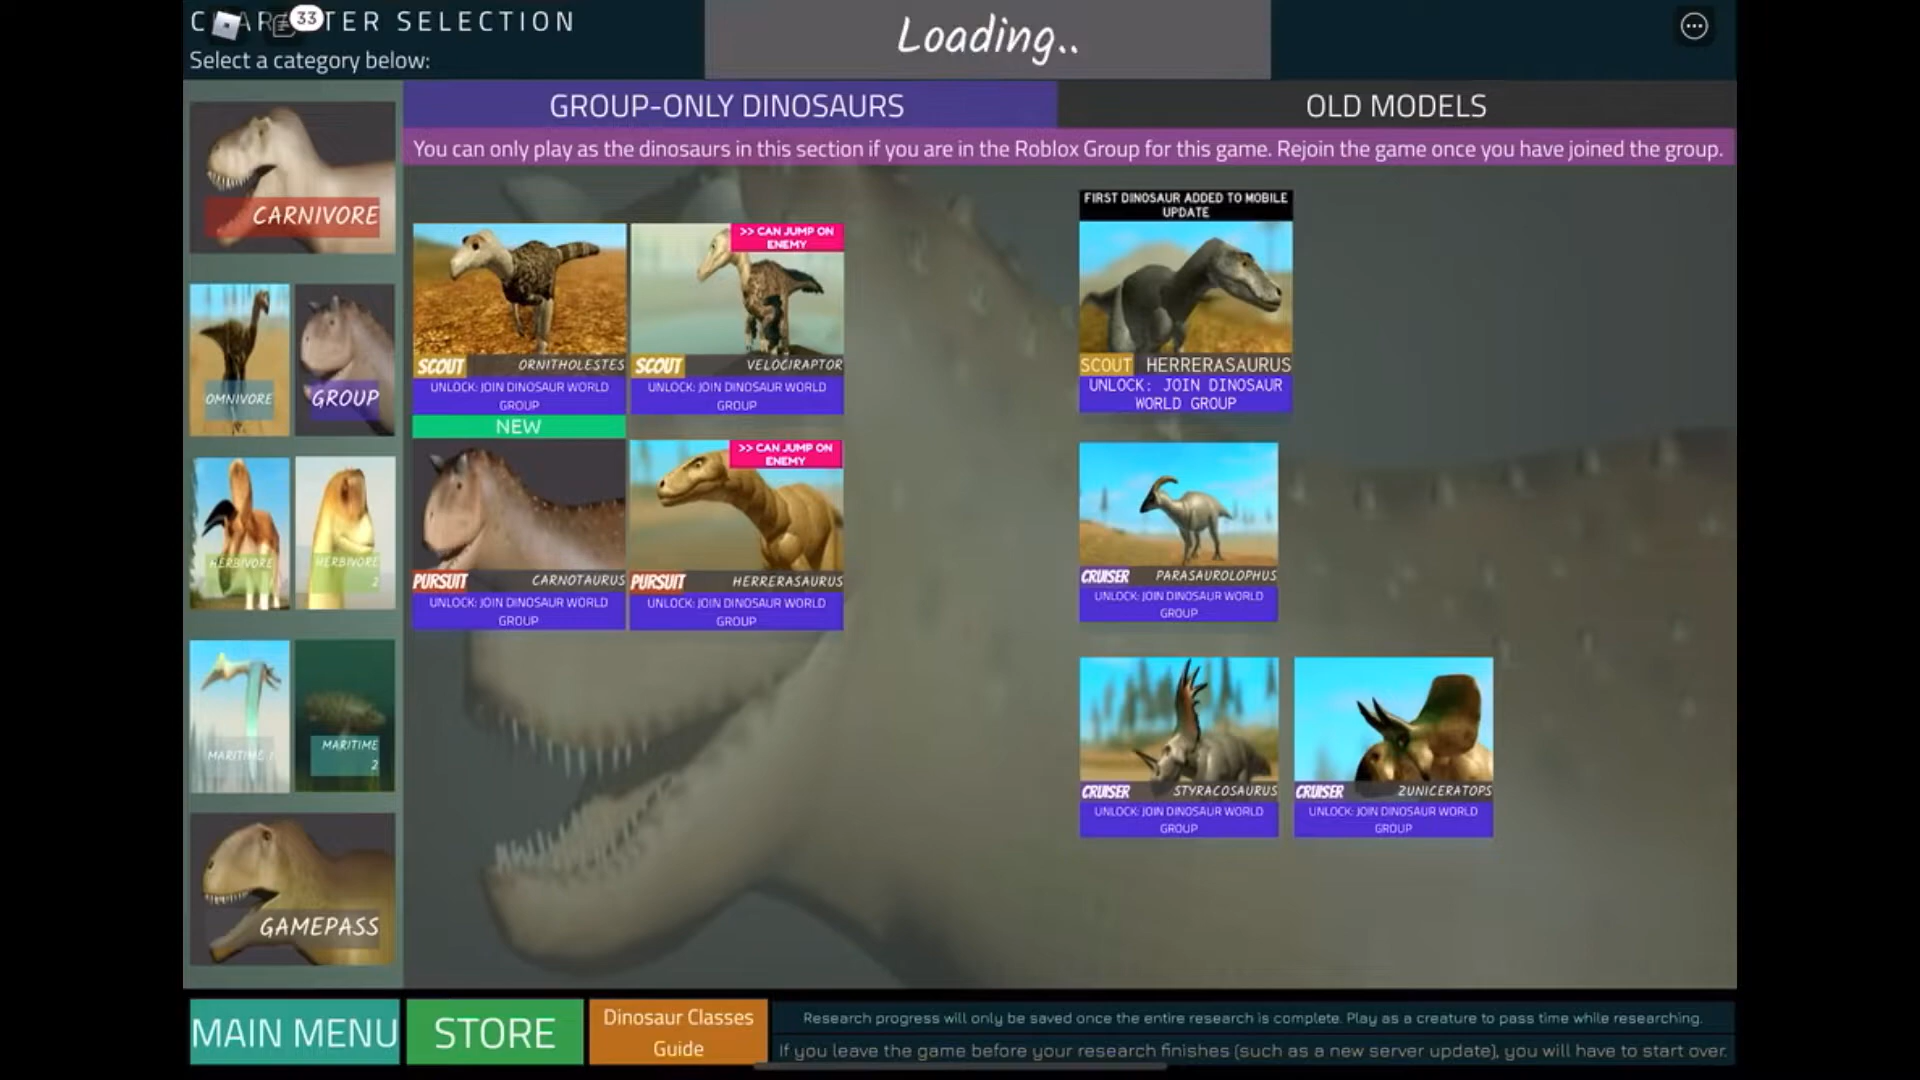 CHARACTER SELECTION
33
Select a category below:
Loading..
GROUP-ONLY DINOSAURS
OLD MODELS
You can only play as the dinosaurs in this section if you are in the Roblox Group for this game. Rejoin the game once you have joined the group.
CARNIVORE
OMNIVORE
GROUP
HERBIVORE
HERBIVORE
2
MARITIME 1
MARITIME
2
GAMEPASS
SCOUT ORNITHOLESTES
UNLOCK: JOIN DINOSAUR WORLD
GROUP
>> CAN JUMP ON
ENEMY
SCOUT VELOCIRAPTOR
UNLOCK: JOIN DINOSAUR WORLD
GROUP
NEW
PURSUIT CARNOTAURUS
UNLOCK: JOIN DINOSAUR WORLD
GROUP
>> CAN JUMP ON
ENEMY
PURSUIT HERRERASAURUS
UNLOCK: JOIN DINOSAUR WORLD
GROUP
FIRST DINOSAUR ADDED TO MOBILE
UPDATE
SCOUT HERRERASAURUS
UNLOCK: JOIN DINOSAUR
WORLD GROUP
CRUISER PARASAUROLOPHUS
UNLOCK: JOIN DINOSAUR WORLD
GROUP
CRUISER STYRACOSAURUS
UNLOCK: JOIN DINOSAUR WORLD
GROUP
CRUISER ZUNICERATOPS
UNLOCK: JOIN DINOSAUR WORLD
GROUP
MAIN MENU
STORE
Dinosaur Classes
Guide
Research progress will only be saved once the entire research is complete. Play as a creature to pass time while researching.
If you leave the game before your research finishes (such as a new server update), you will have to start over.